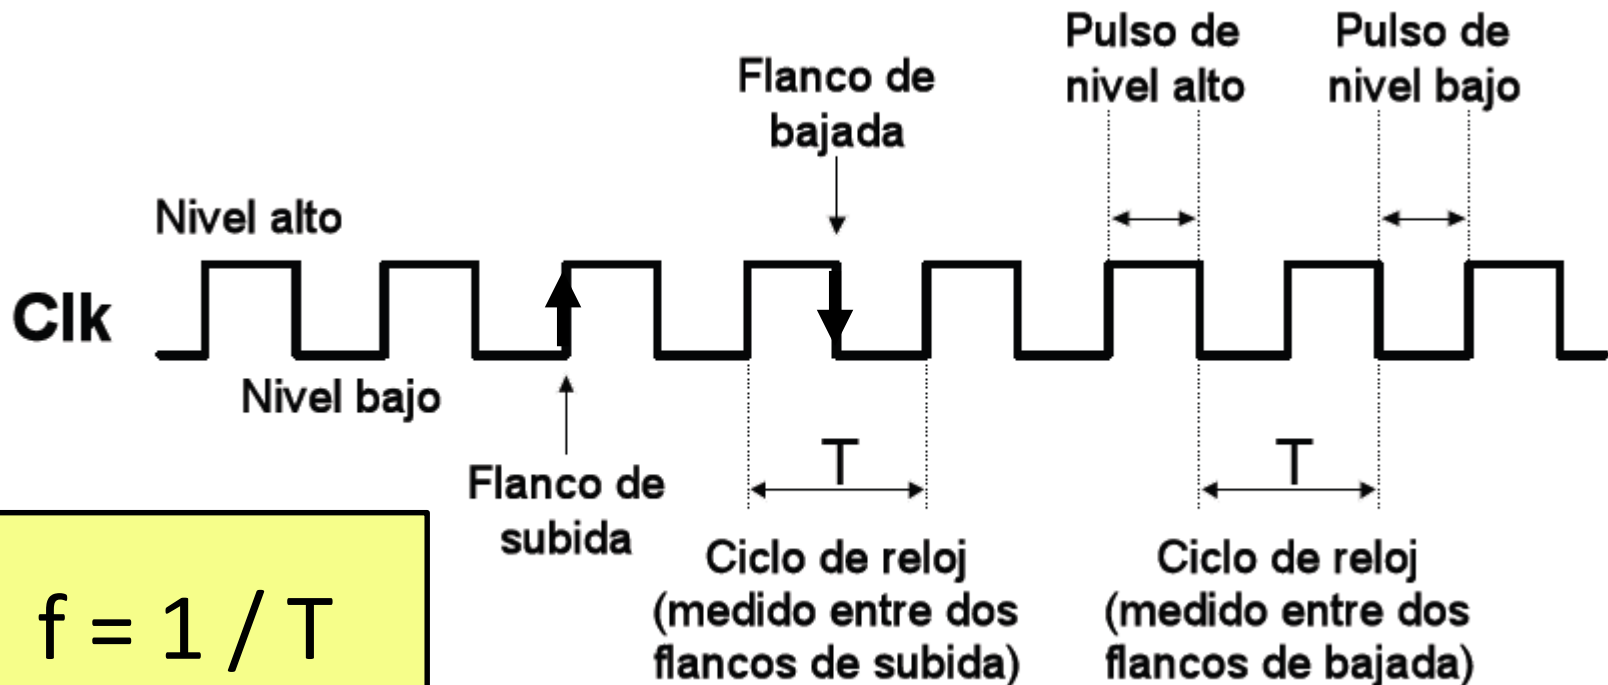 Pulso de
nivel alto
Pulso de
nivel bajo
Flanco de
bajada
Nivel alto
Clk
Nivel bajo
Flanco de
subida
T
T
Ciclo de reloj
(medido entre dos
flancos de subida)
Ciclo de reloj
(medido entre dos
flancos de bajada)
f = 1 / T